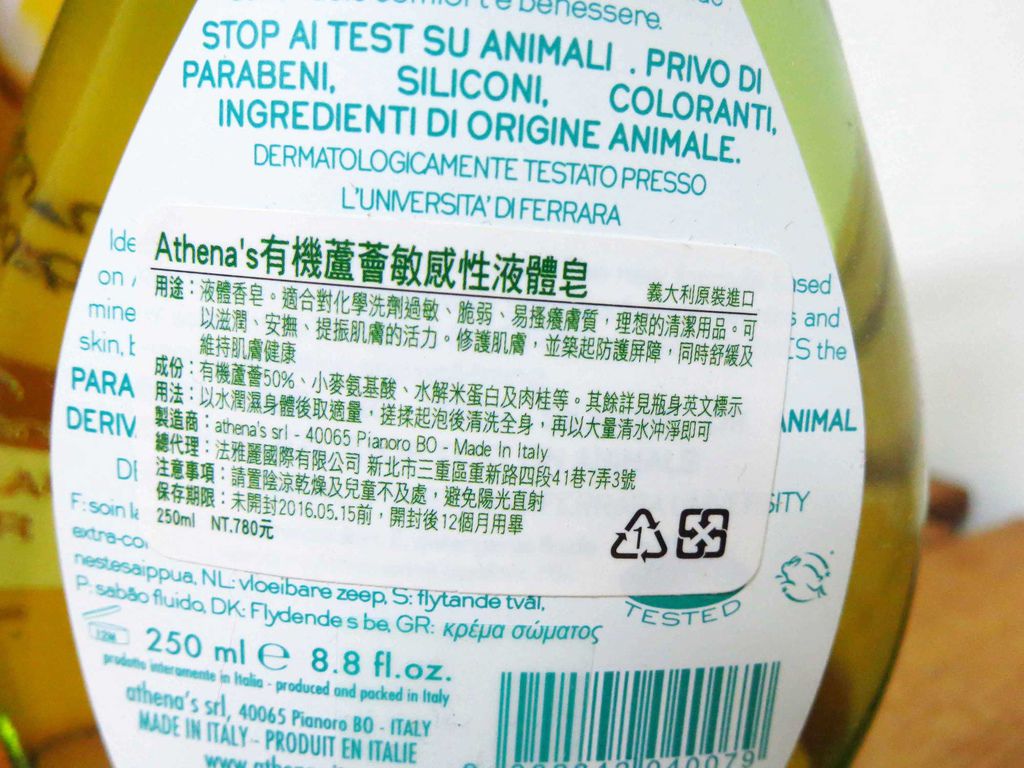 benessere.
STOP AI TEST SU ANIMALI . PRIVO DI
PARABENI, SILICONI, COLORANTI,
INGREDIENTI DI ORIGINE ANIMALE.
DERMATOLOGICAMENTE TESTATO PRESSO
L'UNIVERSITA' DI FERRARA
Athena's有機蘆薈敏感性液體皂 義大利原裝進口
用途：液體香皂。適合對化學洗劑過敏、脆弱、易搔癢膚質，理想的清潔用品。可
以滋潤、安撫、提振肌膚的活力。修護肌膚，並築起防護屏障，同時舒緩及
維持肌膚健康
成份：有機蘆薈50%、小麥氨基酸、水解米蛋白及肉桂等。其餘詳見瓶身英文標示
用法：以水潤濕身體後取適量，搓揉起泡後清洗全身，再以大量清水沖淨即可
製造商：athena's srl - 40065 Pianoro BO - Made In Italy
總代理：法雅麗國際有限公司 新北市三重區重新路四段41巷7弄3號
注意事項：請置陰涼乾燥及兒童不及處，避免陽光直射
保存期限：未開封2016.05.15前，開封後12個月用畢
250ml NT.780元
1
on
and
skin,
the
ANIMAL
F: soin
nestesaippua, NL: vloeibare zeep, S: flytande tvål,
P: sabão fluido, DK: Flydende s be, GR: κρέμα σώματος
TESTED
12M
250 ml e 8.8 fl.oz.
prodotto interamente in Italia - produced and packed in Italy
athena's srl, 40065 Pianoro BO - ITALY
MADE IN ITALY - PRODUIT EN ITALIE